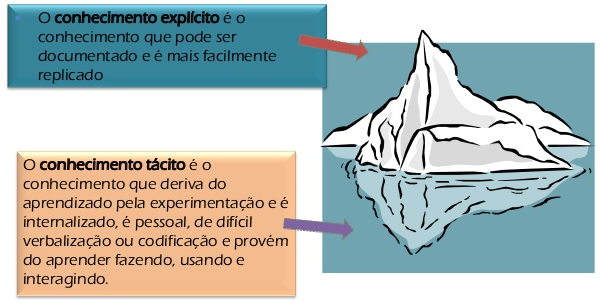 O conhecimento explícito é o
conhecimento que pode ser
documentado e é mais facilmente
replicado
O conhecimento tácito é o
conhecimento que deriva do
aprendizado pela experimentação e é
internalizado, é pessoal, de difícil
verbalização ou codificação e provém
do aprender fazendo, usando e
interagindo.